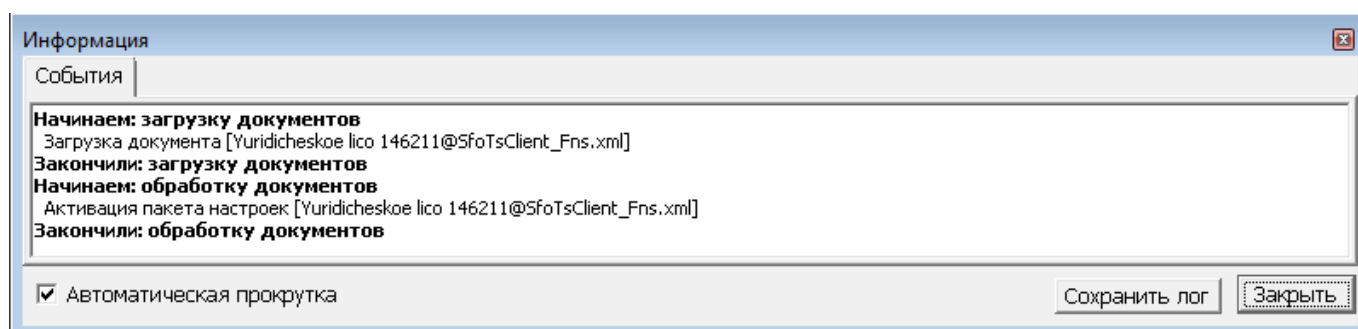 Информация
События
Начинаем: загрузку документов
Загрузка документа [Yuridicheskoe lico 146211@SfoTsClient_Fns.xml]
Закончили: загрузку документов
Начинаем: обработку документов
Активация пакета настроек [Yuridicheskoe lico 146211@SfoTsClient_Fns.xml]
Закончили: обработку документов
Автоматическая прокрутка
Сохранить лог
Закрыть